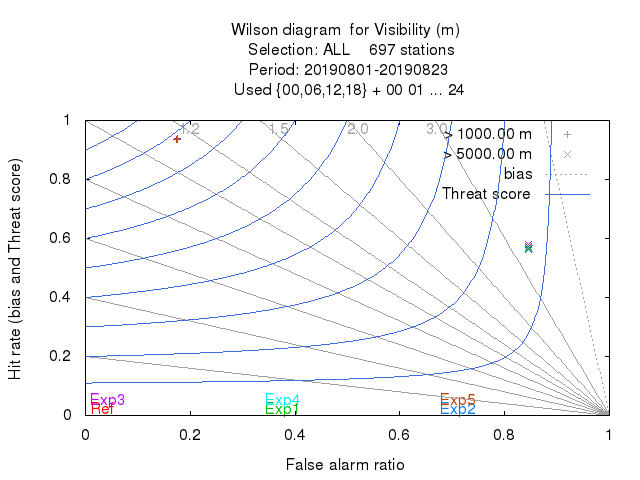 Wilson diagram for Visibility (m)
Selection: ALL 697 stations
Period: 20190801-20190823
Used {00,06,12,18} + 00 01 ... 24
1.2 1.5 2.0 3.0
> 1000.00 m
> 5000.00 m
bias
Threat score
Hit rate (bias and Threat score)
1
0.8
0.6
0.4
0.2
0
Exp3 Exp4 Exp5
Ref Exp1 Exp2
0 0.2 0.4 0.6 0.8 1
False alarm ratio